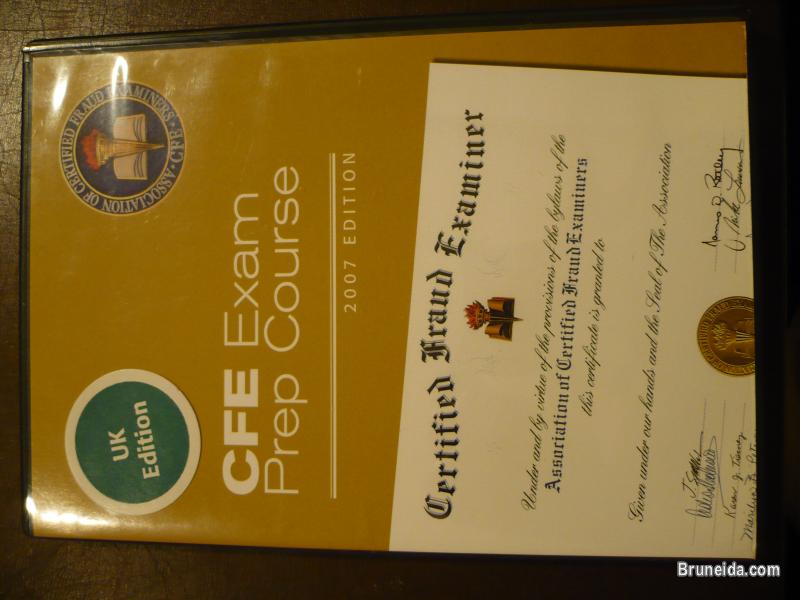 ASSOCIATION OF CERTIFIED FRAUD EXAMINERS · CFE ·
UK
Edition
CFE Exam
Prep Course
2007 EDITION
Certified Fraud Examiner
Under and by virtue of the provisions of the bylaws of the
Association of Certified Fraud Examiners
this certificate is granted to
Given under our hands and the Seal of The Association
Bruneida.com